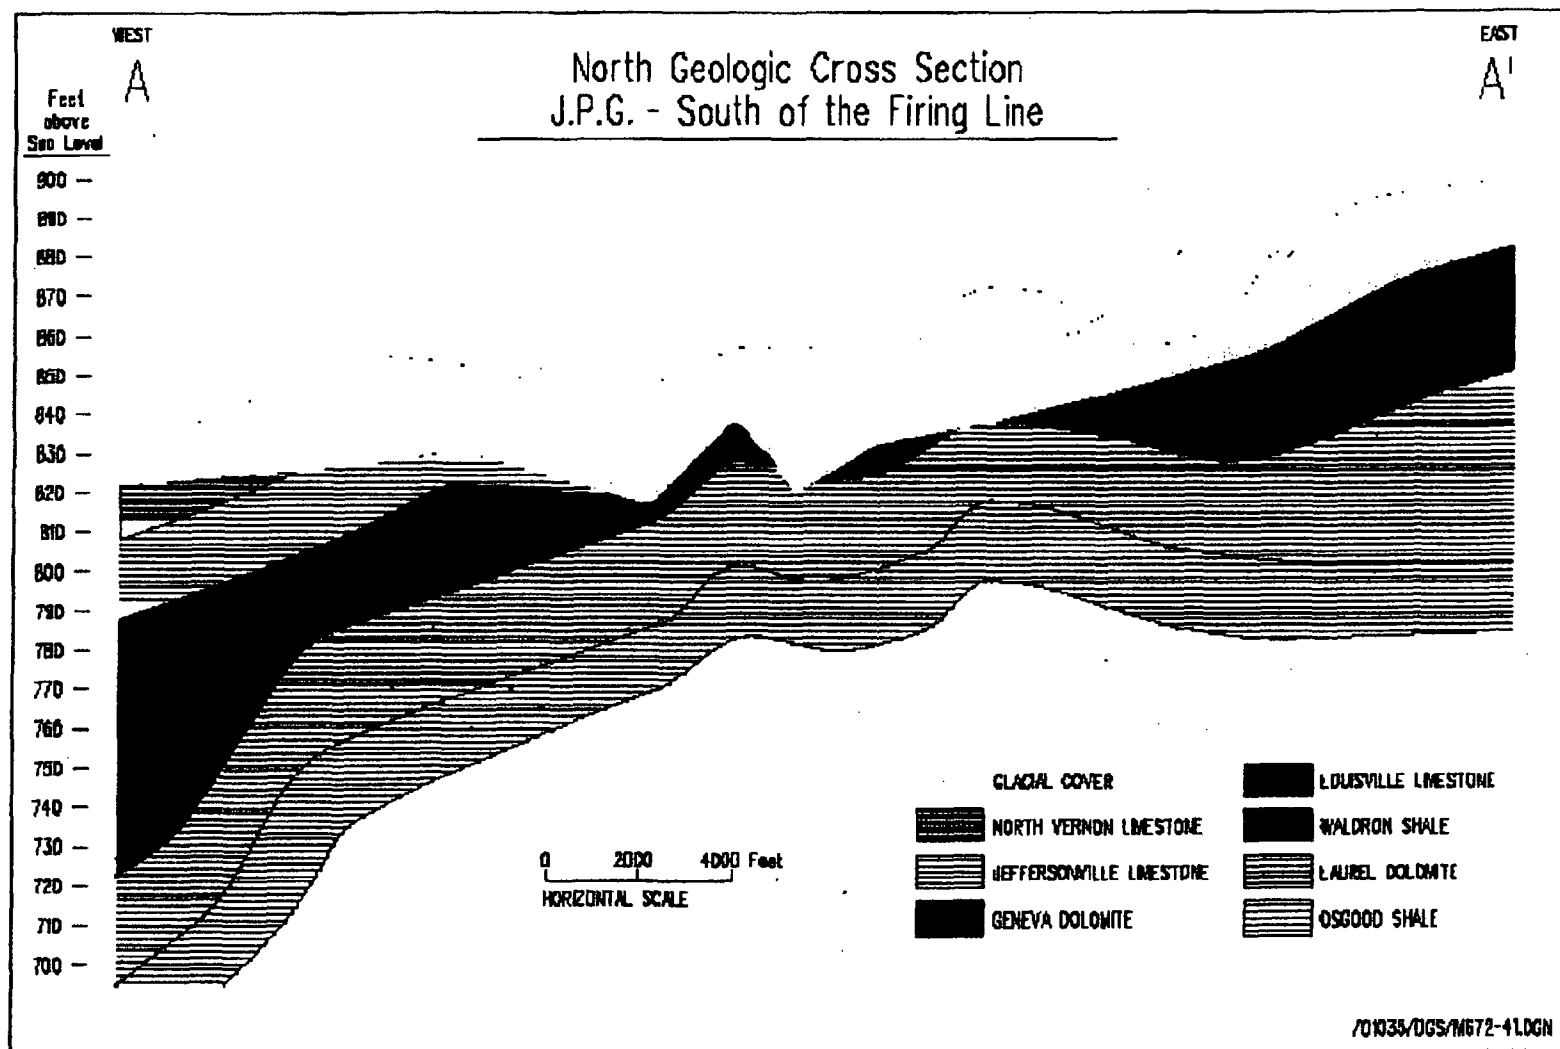 WEST
EAST
A
A'
North Geologic Cross Section
J.P.G. - South of the Firing Line
Feet
above
Sea Level
900 —
890 —
880 —
870 —
860 —
850 —
840 —
830 —
820 —
810 —
800 —
790 —
780 —
770 —
760 —
750 —
740 —
730 —
720 —
710 —
700 —
0 2000 4000 Feet
HORIZONTAL SCALE
GLACIAL COVER
NORTH VERNON LIMESTONE
JEFFERSONVILLE LIMESTONE
GENEVA DOLOMITE
LOUISVILLE LIMESTONE
WALDRON SHALE
LAUREL DOLOMITE
OSGOOD SHALE
/01035/DGS/M672-41.DGN